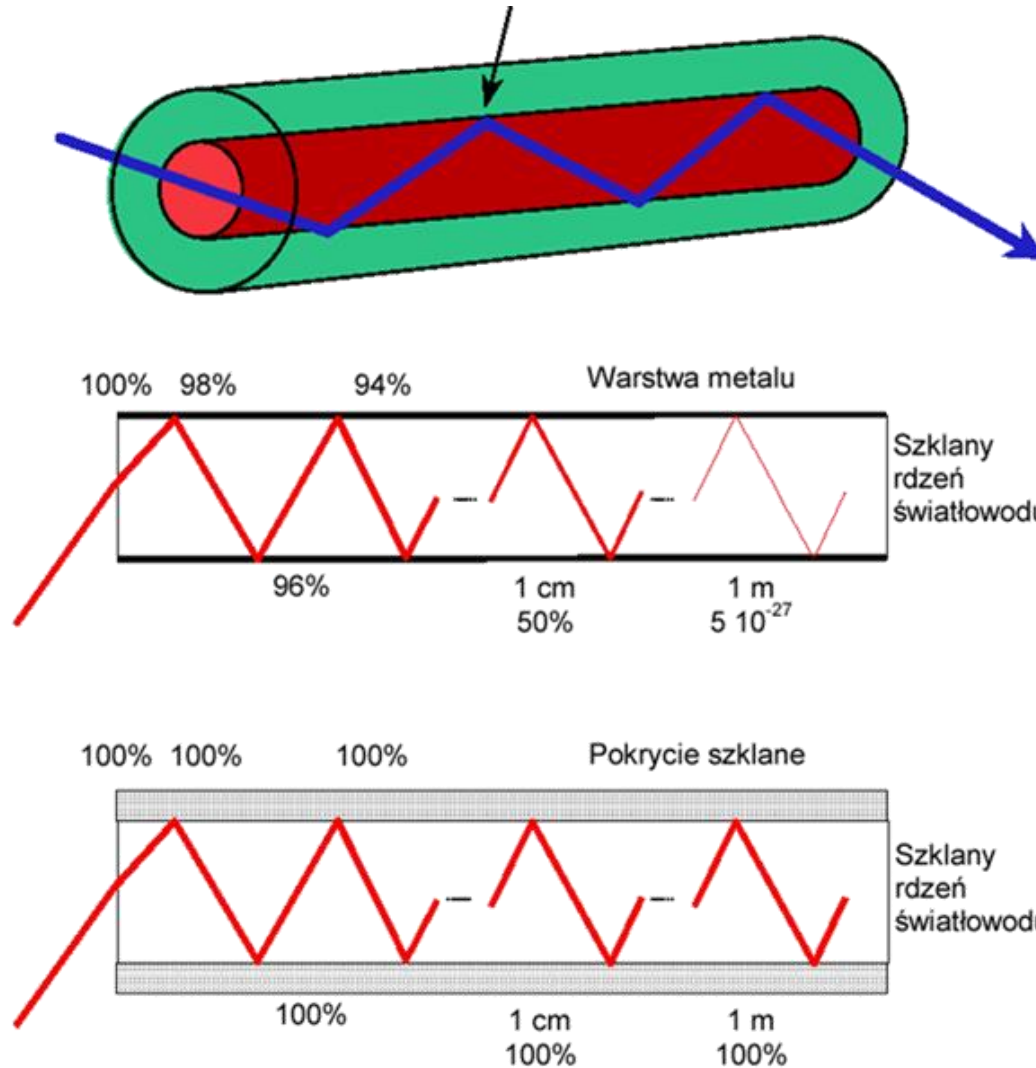 100% 98% 94% Warstwa metalu
Szklany
rdzeń
światłowodu
96% 1 cm 1 m
50% 5 10⁻²⁷
100% 100% 100% Pokrycie szklane
Szklany
rdzeń
światłowodu
100% 1 cm 1 m
100% 100%